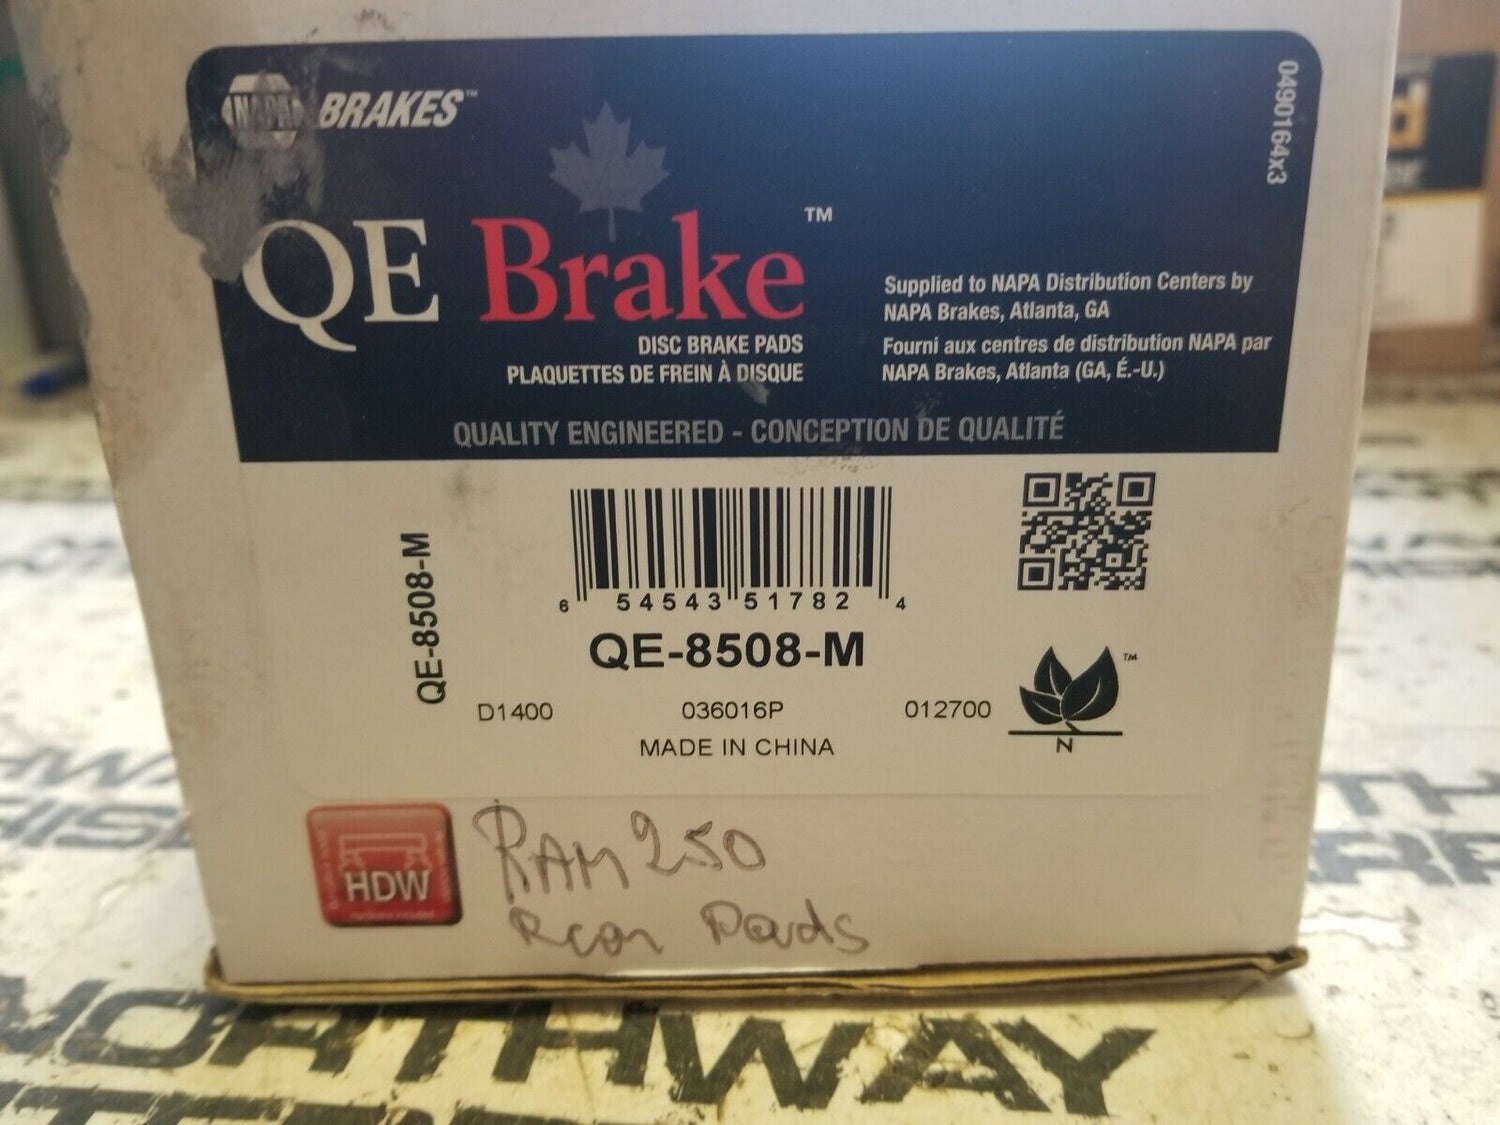 NAPA BRAKES™
QE Brake™
DISC BRAKE PADS
PLAQUETTES DE FREIN À DISQUE
Supplied to NAPA Distribution Centers by
NAPA Brakes, Atlanta, GA
Fourni aux centres de distribution NAPA par
NAPA Brakes, Atlanta (GA, É.-U.)
0490164x3
QUALITY ENGINEERED - CONCEPTION DE QUALITÉ
QE-8508-M
6 54543 51782 4
QE-8508-M
D1400 036016P 012700
MADE IN CHINA
™
N
HDW
RAM 250
Rear Pads
NORTHWAY